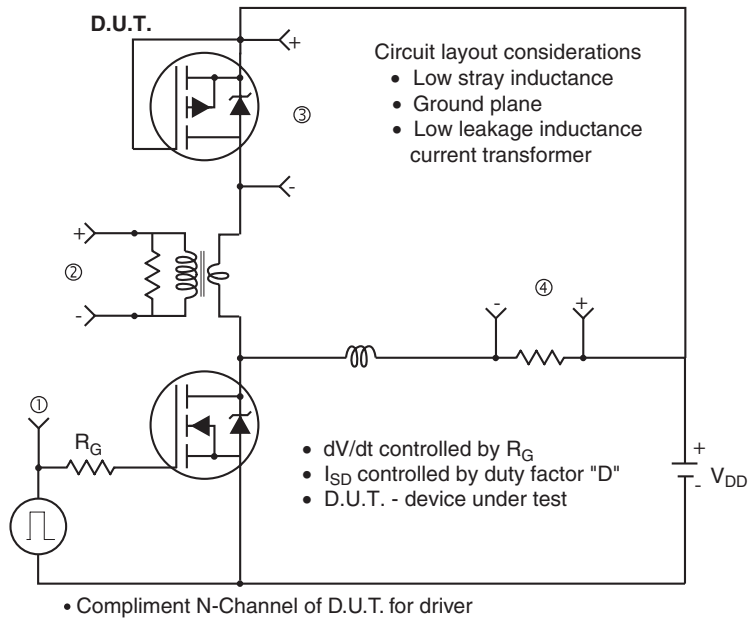 D.U.T.
+
Circuit layout considerations
• Low stray inductance
• Ground plane
• Low leakage inductance
current transformer
③
-
+
②
-
④
- +
①
R_G
• dV/dt controlled by R_G
• I_SD controlled by duty factor "D"
• D.U.T. - device under test
+
- V_DD
• Compliment N-Channel of D.U.T. for driver